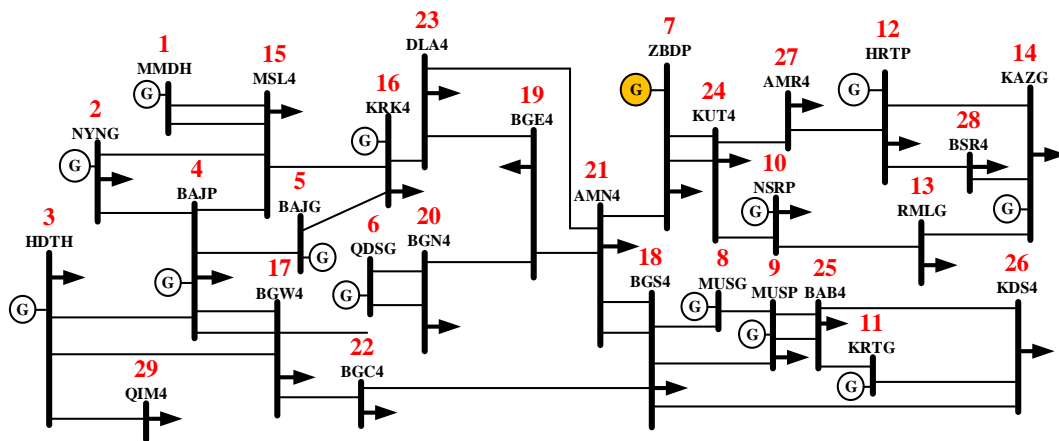 1
MMDH
G
2
NYNG
G
15
MSL4
16
KRK4
G
23
DLA4
19
BGE4
7
ZBDP
G
24
KUT4
27
AMR4
12
HRTP
G
14
KAZG
G
28
BSR4
3
HDTH
G
4
BAJP
G
5
BAJG
G
6
QDSG
G
20
BGN4
21
AMN4
10
NSRP
G
13
RMLG
17
BGW4
18
BGS4
8
MUSG
G
9
MUSP
G
25
BAB4
11
KRTG
G
26
KDS4
29
QIM4
22
BGC4